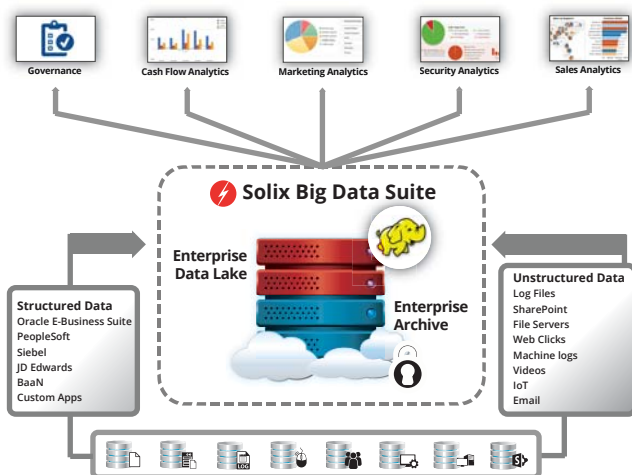 Governance
Cash Flow Analytics
Marketing Analytics
Security Analytics
Sales Analytics
Solix Big Data Suite
Enterprise
Data Lake
Enterprise
Archive
Structured Data
Oracle E-Business Suite
PeopleSoft
Siebel
JD Edwards
BaaN
Custom Apps
Unstructured Data
Log Files
SharePoint
File Servers
Web Clicks
Machine logs
Videos
IoT
Email
LOG
S